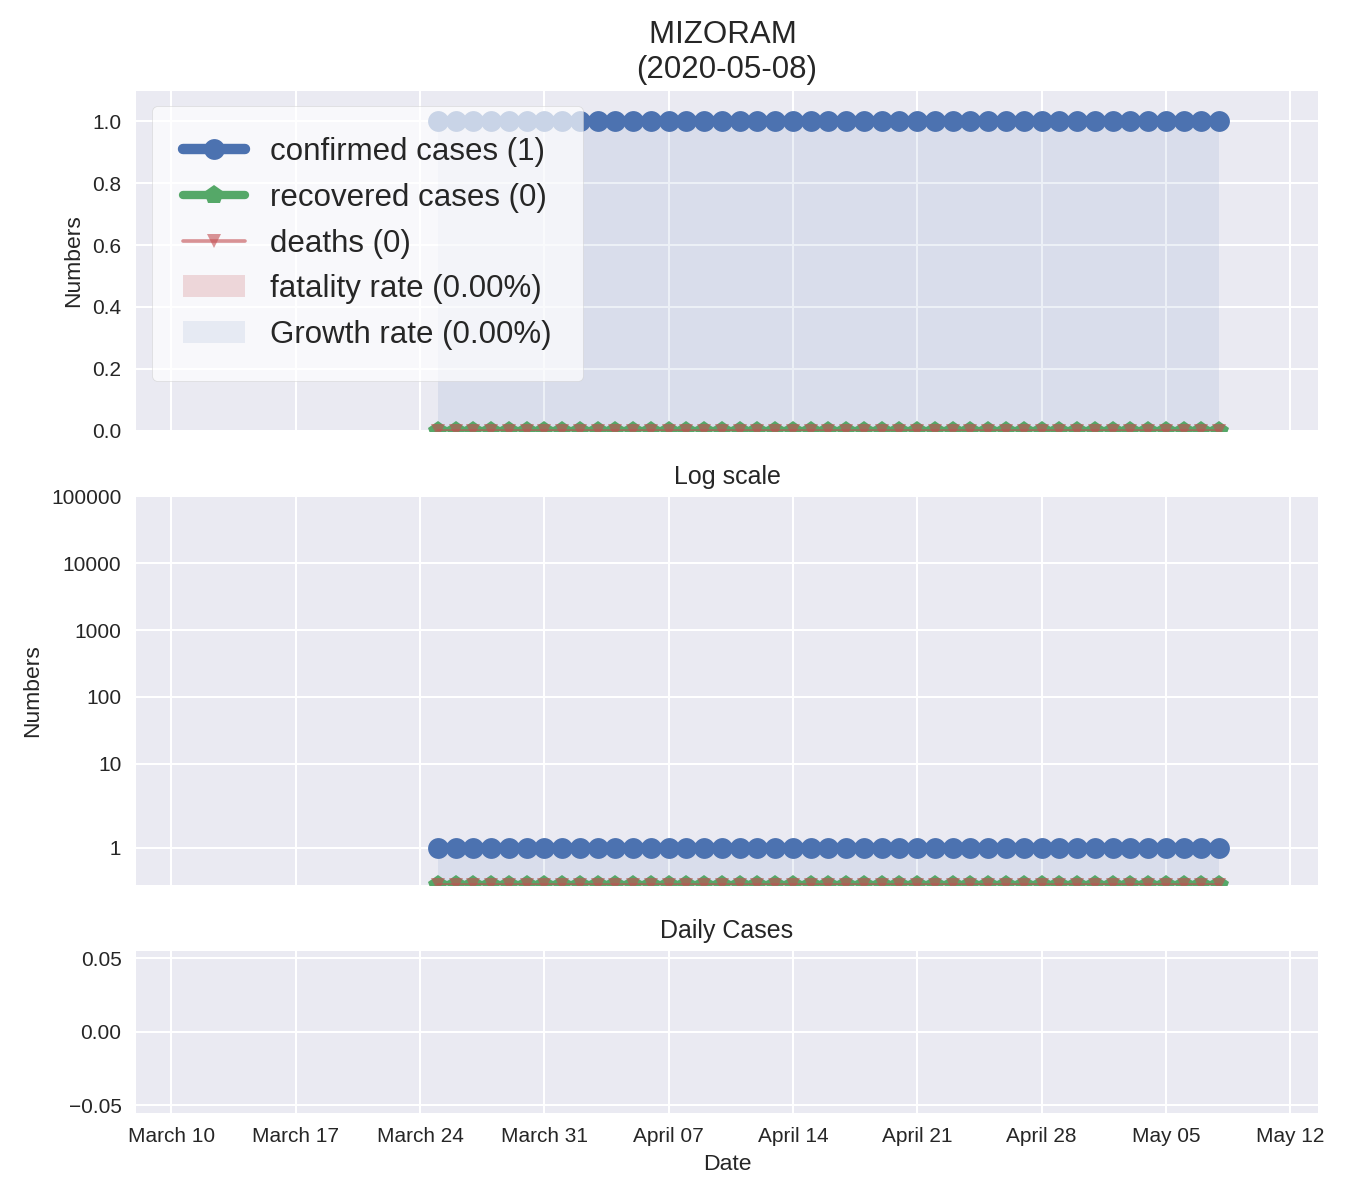 MIZORAM
(2020-05-08)
1.0
0.8
0.6
0.4
0.2
0.0
Numbers
confirmed cases (1)
recovered cases (0)
deaths (0)
fatality rate (0.00%)
Growth rate (0.00%)
Log scale
100000
10000
1000
100
10
1
Numbers
Daily Cases
0.05
0.00
−0.05
March 10 March 17 March 24 March 31 April 07 April 14 April 21 April 28 May 05 May 12
Date